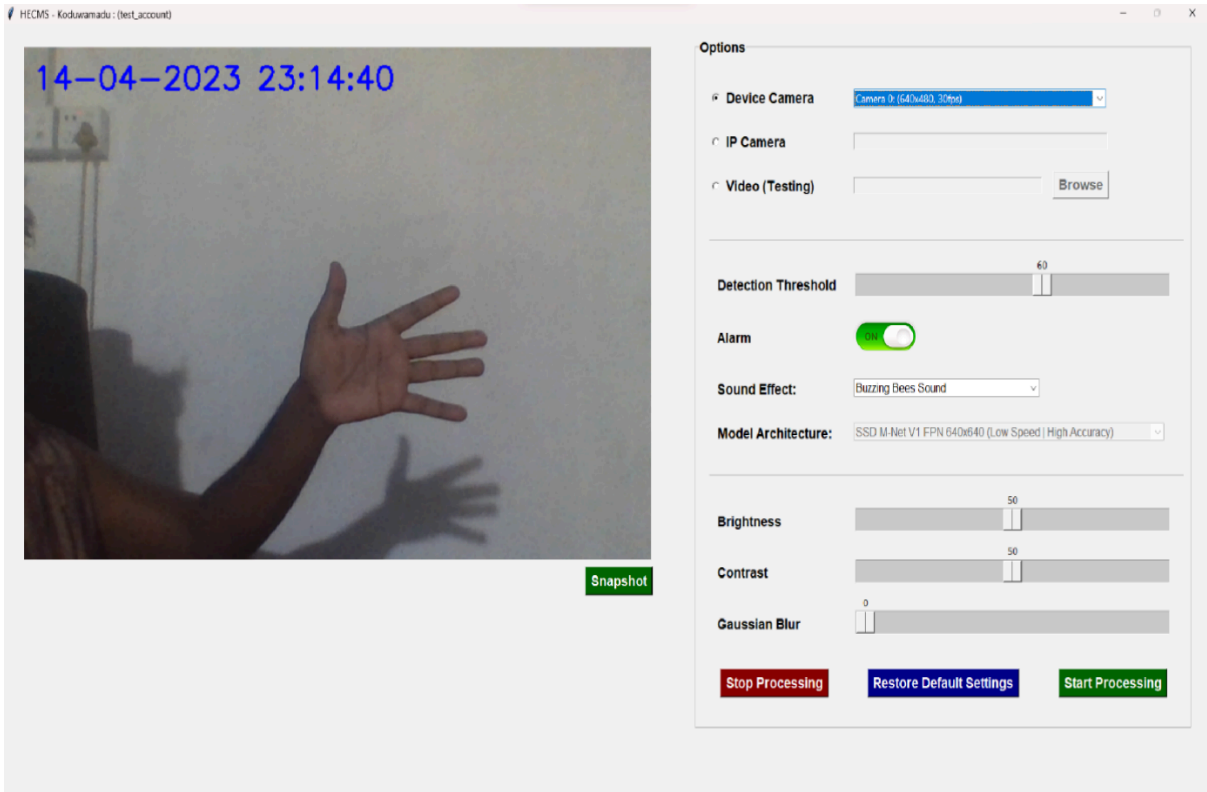 HECMS - Koduwamadu : (test_account)
14-04-2023 23:14:40
Snapshot
Options
Device Camera
Camera 0: (640x480, 30fps)
IP Camera
Video (Testing)
Browse
60
Detection Threshold
Alarm
ON
Sound Effect:
Buzzing Bees Sound
Model Architecture:
SSD M-Net V1 FPN 640x640 (Low Speed | High Accuracy)
50
Brightness
50
Contrast
0
Gaussian Blur
Stop Processing
Restore Default Settings
Start Processing